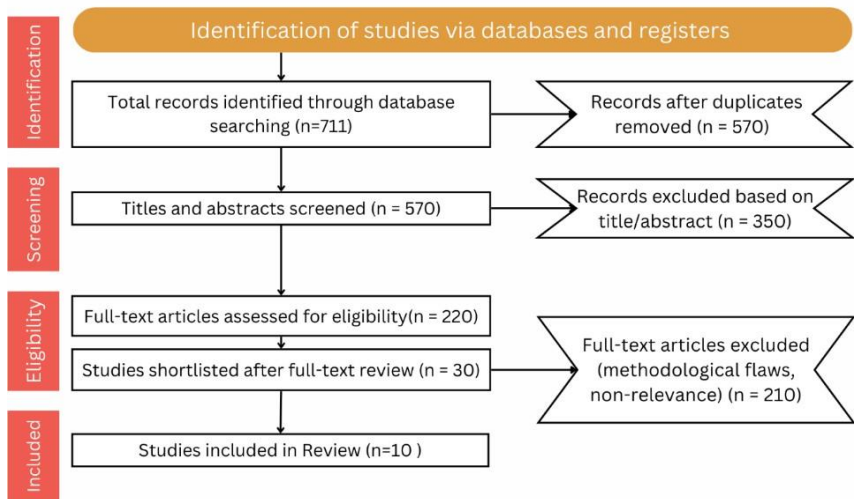 Identification of studies via databases and registers
Identification
Total records identified through database
searching (n=711)
Records after duplicates
removed (n = 570)
Screening
Titles and abstracts screened (n = 570)
Records excluded based on
title/abstract (n = 350)
Eligibility
Full-text articles assessed for eligibility(n = 220)
Studies shortlisted after full-text review (n = 30)
Full-text articles excluded
(methodological flaws,
non-relevance) (n = 210)
Included
Studies included in Review (n=10 )